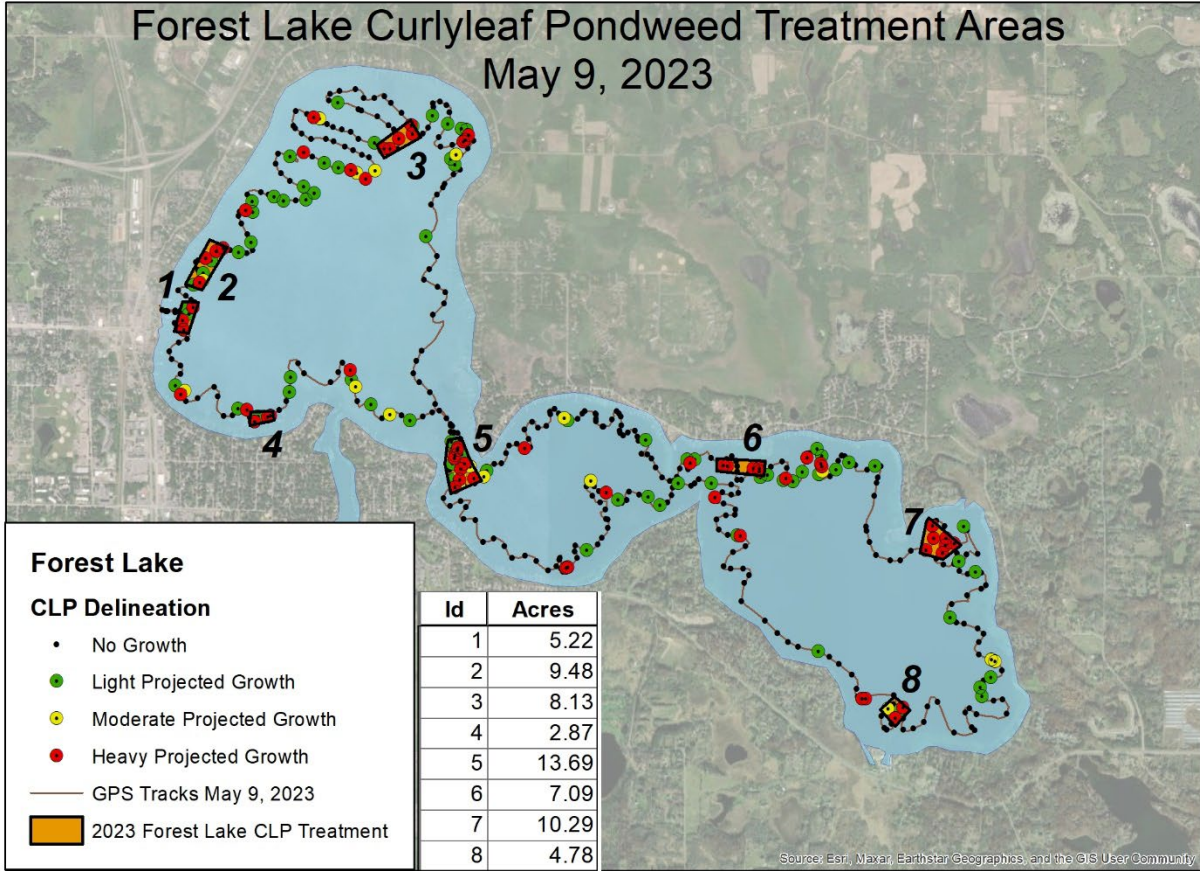 Forest Lake Curlyleaf Pondweed Treatment Areas
May 9, 2023
3
1
2
4
5
6
7
8
Forest Lake
CLP Delineation
No Growth
Light Projected Growth
Moderate Projected Growth
Heavy Projected Growth
GPS Tracks May 9, 2023
2023 Forest Lake CLP Treatment
Id Acres
1 5.22
2 9.48
3 8.13
4 2.87
5 13.69
6 7.09
7 10.29
8 4.78
Source: Esri, Maxar, Earthstar Geographics, and the GIS User Community